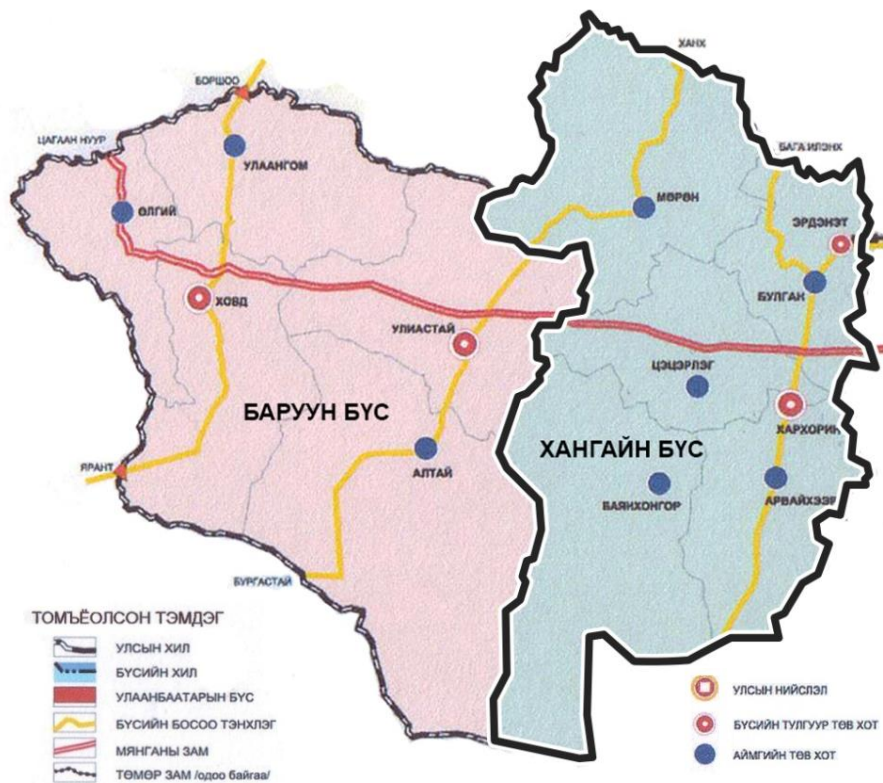 ХАНХ
БОРШОО
ЦАГААН НУУР
УЛААНГОМ
БАГА ИЛЭНХ
ӨЛГИЙ
МӨРӨН
ЭРДЭНЭТ
БУЛГАН
ХОВД
УЛИАСТАЙ
ЦЭЦЭРЛЭГ
БАРУУН БҮС
ХАРХОРИН
ХАНГАЙН БҮС
ЯРАНТ
АЛТАЙ
БАЯНХОНГОР
АРВАЙХЭЭР
БУРГАСТАЙ
ТОМЪЁОЛСОН ТЭМДЭГ
УЛСЫН ХИЛ
БҮСИЙН ХИЛ
УЛААНБААТАРЫН БҮС
БҮСИЙН БОСОО ТЭНХЛЭГ
МЯНГАНЫ ЗАМ
ТӨМӨР ЗАМ /одоо байгаа/
УЛСЫН НИЙСЛЭЛ
БҮСИЙН ТУЛГУУР ТӨВ ХОТ
АЙМГИЙН ТӨВ ХОТ